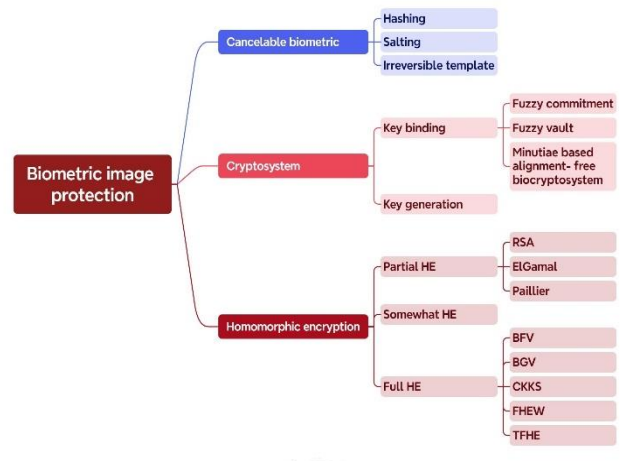 Biometric image
protection
Cancelable biometric
Hashing
Salting
Irreversible template
Cryptosystem
Key binding
Fuzzy commitment
Fuzzy vault
Minutiae based
alignment- free
biocryptosystem
Key generation
Homomorphic encryption
Partial HE
RSA
ElGamal
Paillier
Somewhat HE
Full HE
BFV
BGV
CKKS
FHEW
TFHE